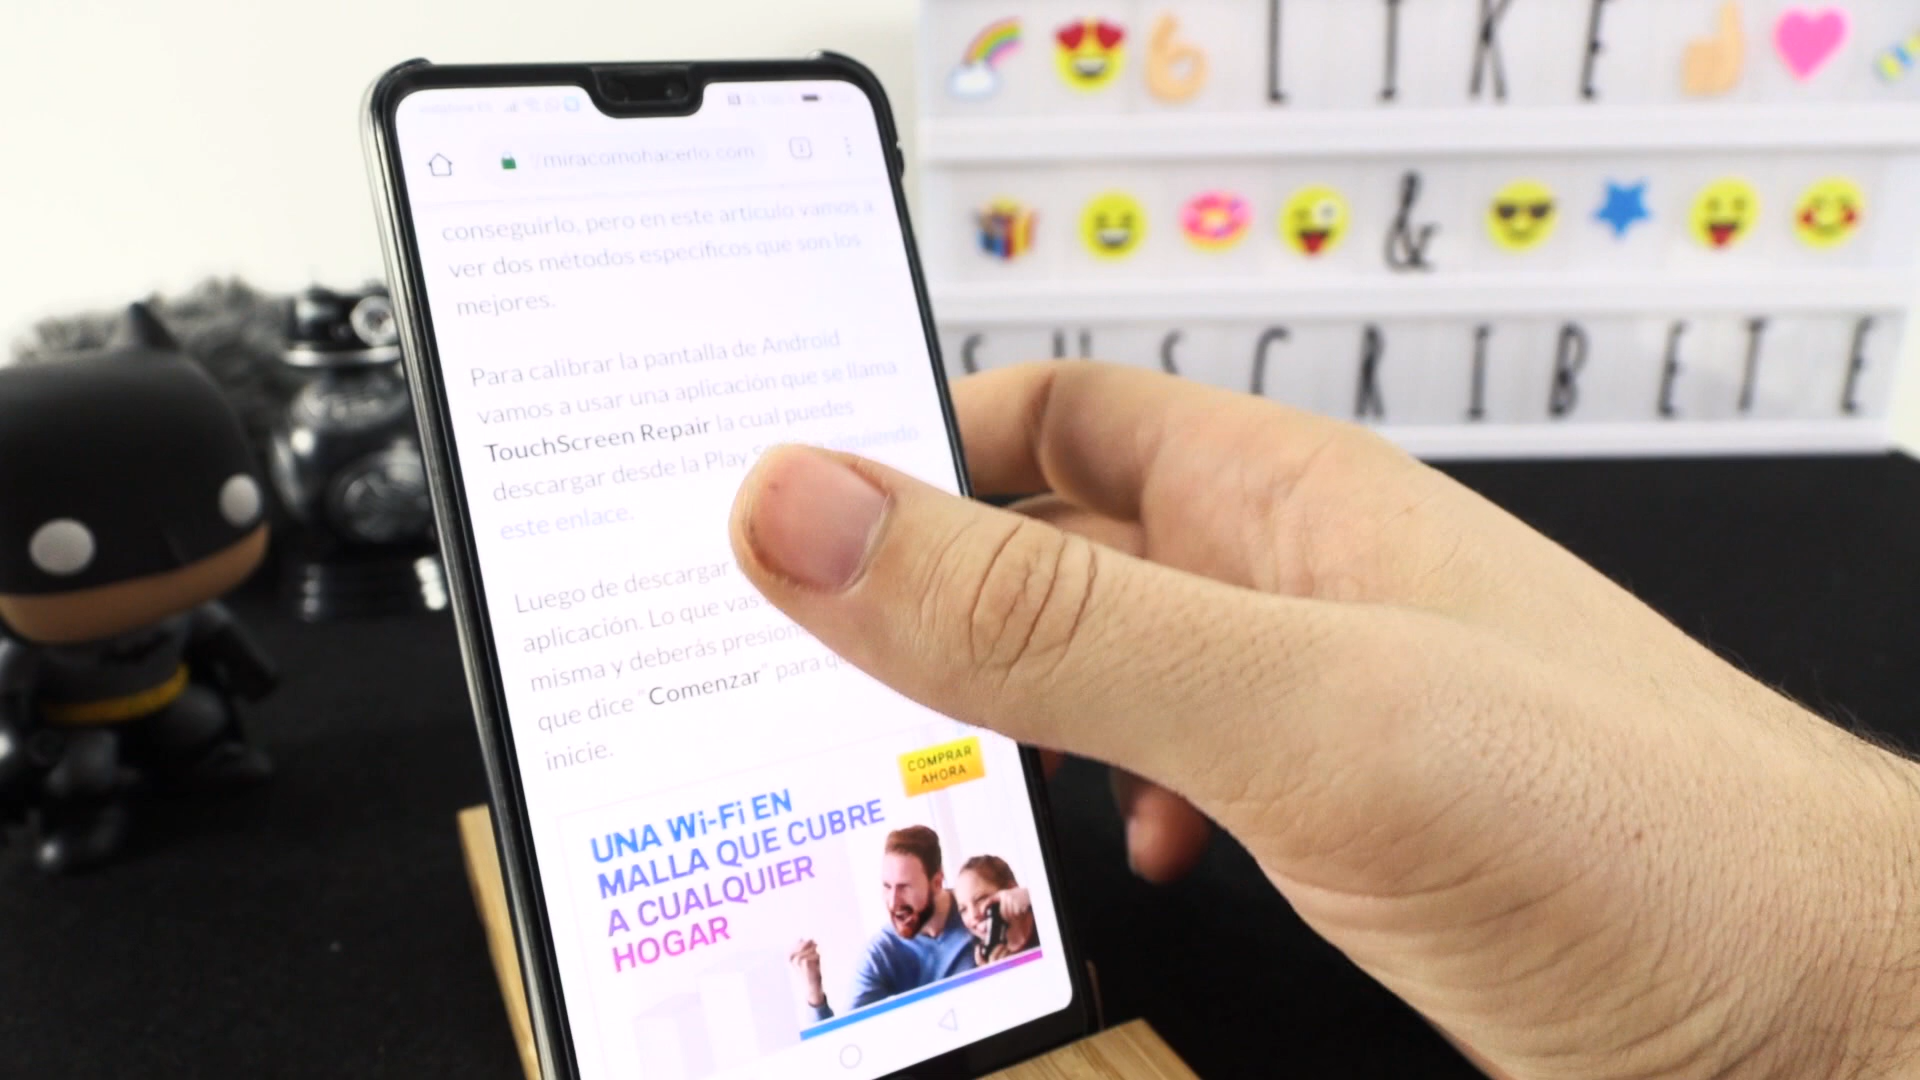 LIKE
&
SUSCRIBETE
miracomohacerlo.com
conseguirlo, pero en este artículo vamos a
ver dos métodos específicos que son los
mejores.
Para calibrar la pantalla de Android
vamos a usar una aplicación que se llama
TouchScreen Repair la cual puedes
descargar desde la Play siguiendo
este enlace.
Luego de descargar
aplicación. Lo que vas
misma y deberás
que dice "Comenzar" para
inicie.
COMPRAR
AHORA
UNA Wi-Fi EN
MALLA QUE CUBRE
A CUALQUIER
HOGAR